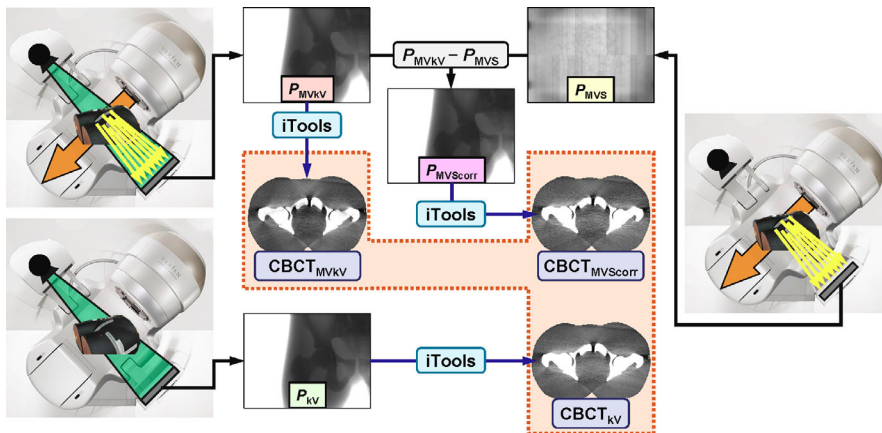 P_MVkV − P_MVS
P_MVkV
P_MVS
iTools
P_MVScorr
iTools
CBCT_MVkV
CBCT_MVScorr
iTools
P_kV
CBCT_kV